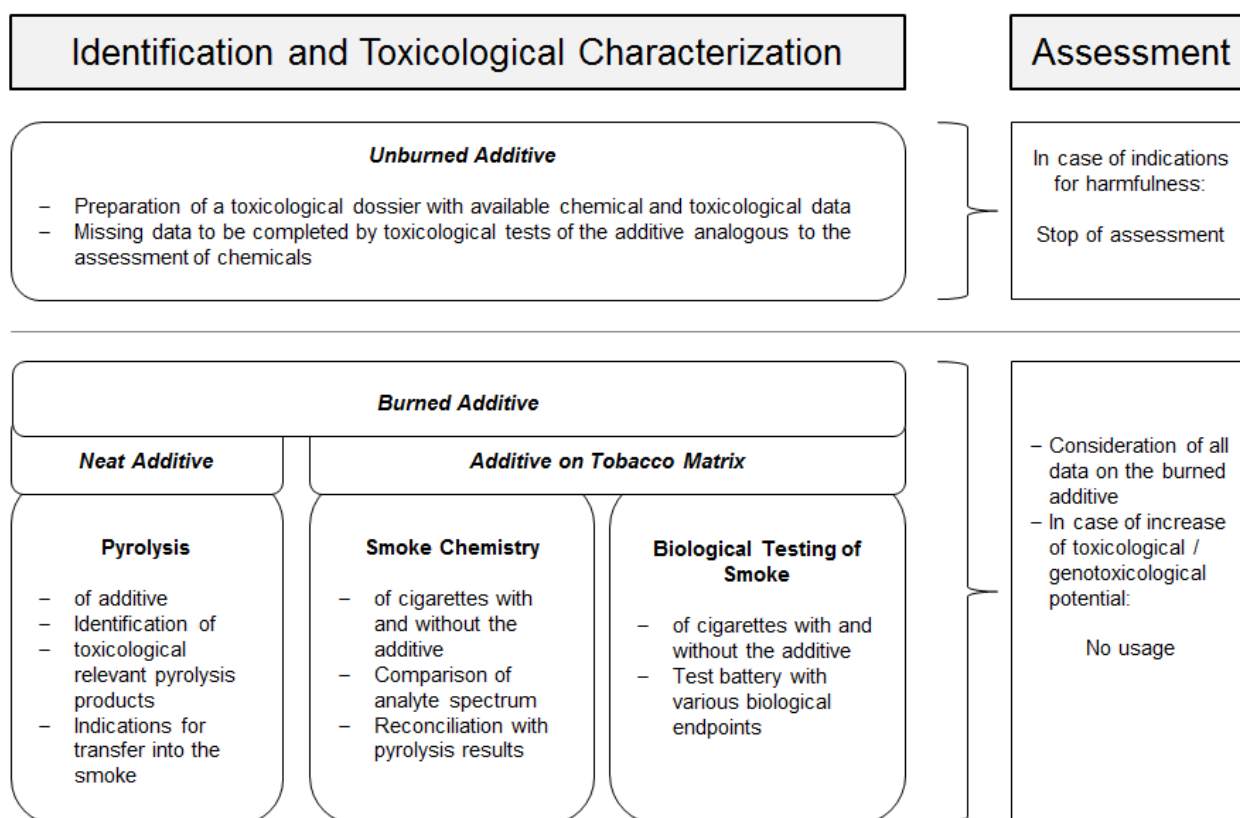 Identification and Toxicological Characterization
Assessment
Unburned Additive
– Preparation of a toxicological dossier with available chemical and toxicological data
– Missing data to be completed by toxicological tests of the additive analogous to the
assessment of chemicals
In case of indications
for harmfulness:
Stop of assessment
Burned Additive
Neat Additive
Additive on Tobacco Matrix
Pyrolysis
– of additive
– Identification of
– toxicological
relevant pyrolysis
products
– Indications for
transfer into the
smoke
Smoke Chemistry
– of cigarettes with
and without the
additive
– Comparison of
analyte spectrum
– Reconciliation with
pyrolysis results
Biological Testing of
Smoke
– of cigarettes with and
without the additive
– Test battery with
various biological
endpoints
– Consideration of all
data on the burned
additive
– In case of increase
of toxicological /
genotoxicological
potential:
No usage